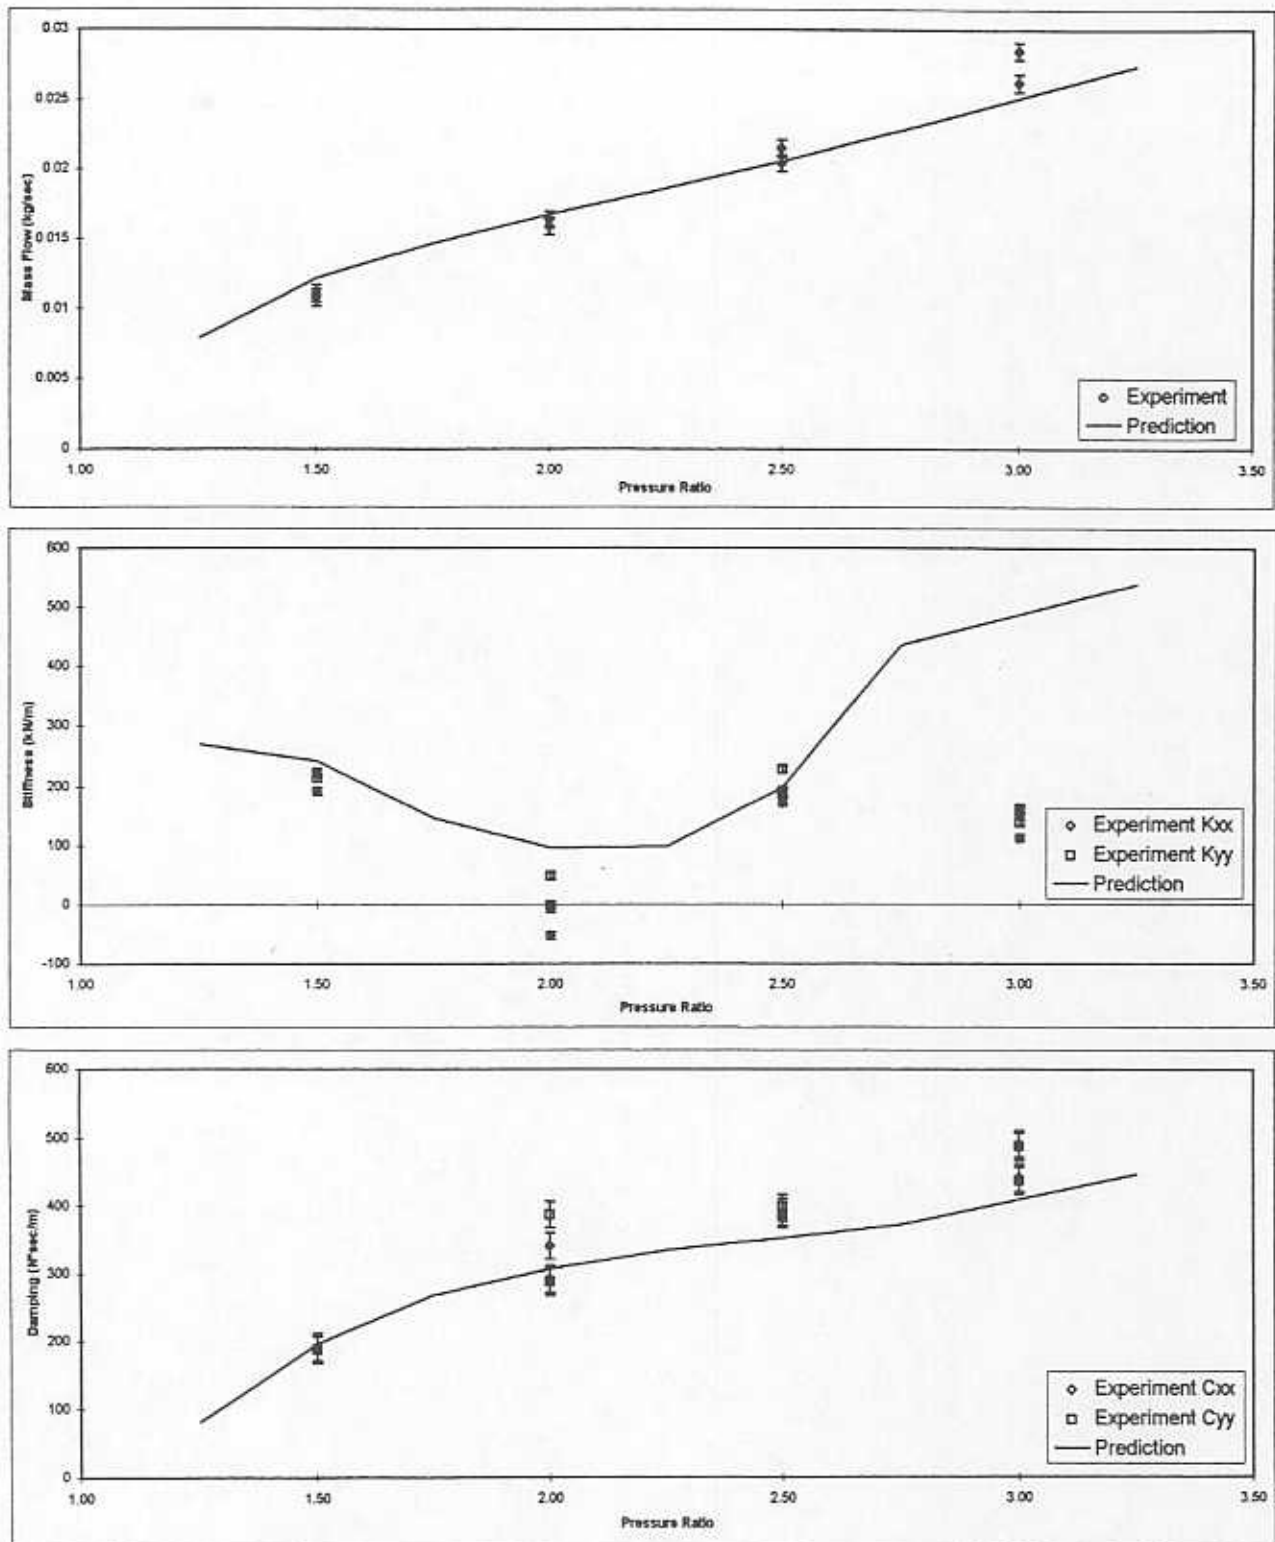 0.03
0.025
0.02
0.015
0.01
0.005
0
Mass Flow (kg/sec)
Experiment
Prediction
1.00 1.50 2.00 2.50 3.00 3.50
Pressure Ratio
600
500
400
300
200
100
0
-100
Stiffness (kN/m)
Experiment Kxx
Experiment Kyy
Prediction
1.00 1.50 2.00 2.50 3.00 3.50
Pressure Ratio
600
500
400
300
200
100
0
Damping (N*sec/m)
Experiment Cxx
Experiment Cyy
Prediction
1.00 1.50 2.00 2.50 3.00 3.50
Pressure Ratio